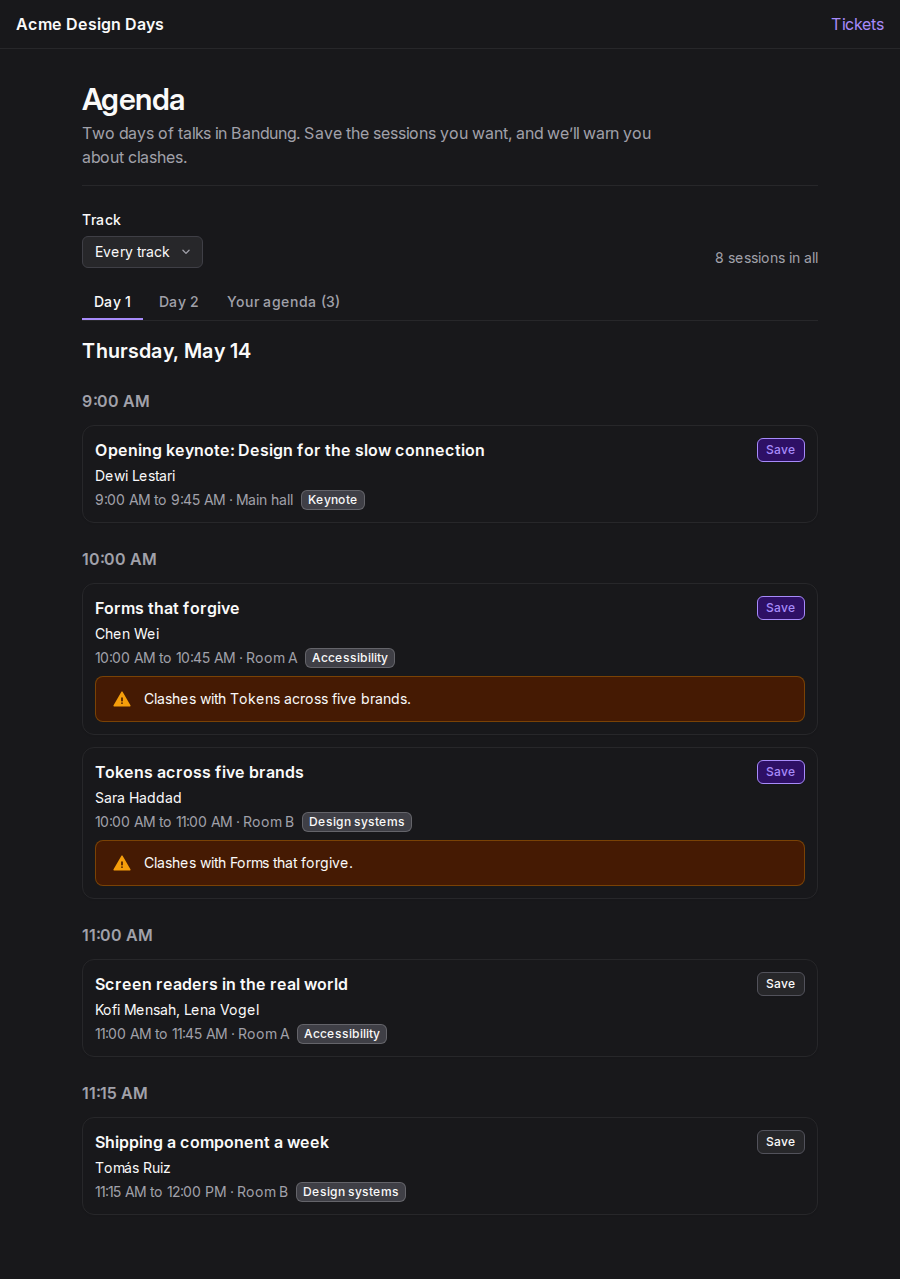 Acme Design Days
Tickets
Agenda
Two days of talks in Bandung. Save the sessions you want, and we’ll warn you
about clashes.
Track
Every track
8 sessions in all
Day 1
Day 2
Your agenda (3)
Thursday, May 14
9:00 AM
Opening keynote: Design for the slow connection
Save
Dewi Lestari
9:00 AM to 9:45 AM · Main hall
Keynote
10:00 AM
Forms that forgive
Save
Chen Wei
10:00 AM to 10:45 AM · Room A
Accessibility
Clashes with Tokens across five brands.
Tokens across five brands
Save
Sara Haddad
10:00 AM to 11:00 AM · Room B
Design systems
Clashes with Forms that forgive.
11:00 AM
Screen readers in the real world
Save
Kofi Mensah, Lena Vogel
11:00 AM to 11:45 AM · Room A
Accessibility
11:15 AM
Shipping a component a week
Save
Tomás Ruiz
11:15 AM to 12:00 PM · Room B
Design systems